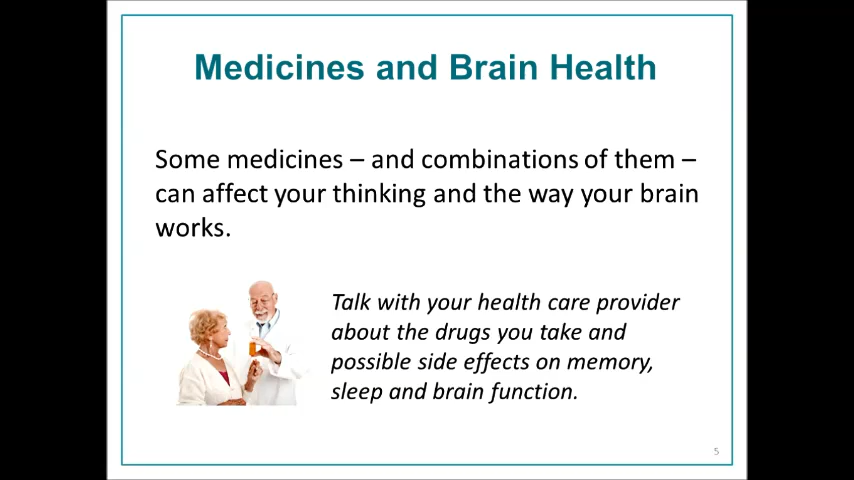 Medicines and Brain Health
Some medicines – and combinations of them –
can affect your thinking and the way your brain
works.
Talk with your health care provider
about the drugs you take and
possible side effects on memory,
sleep and brain function.
5